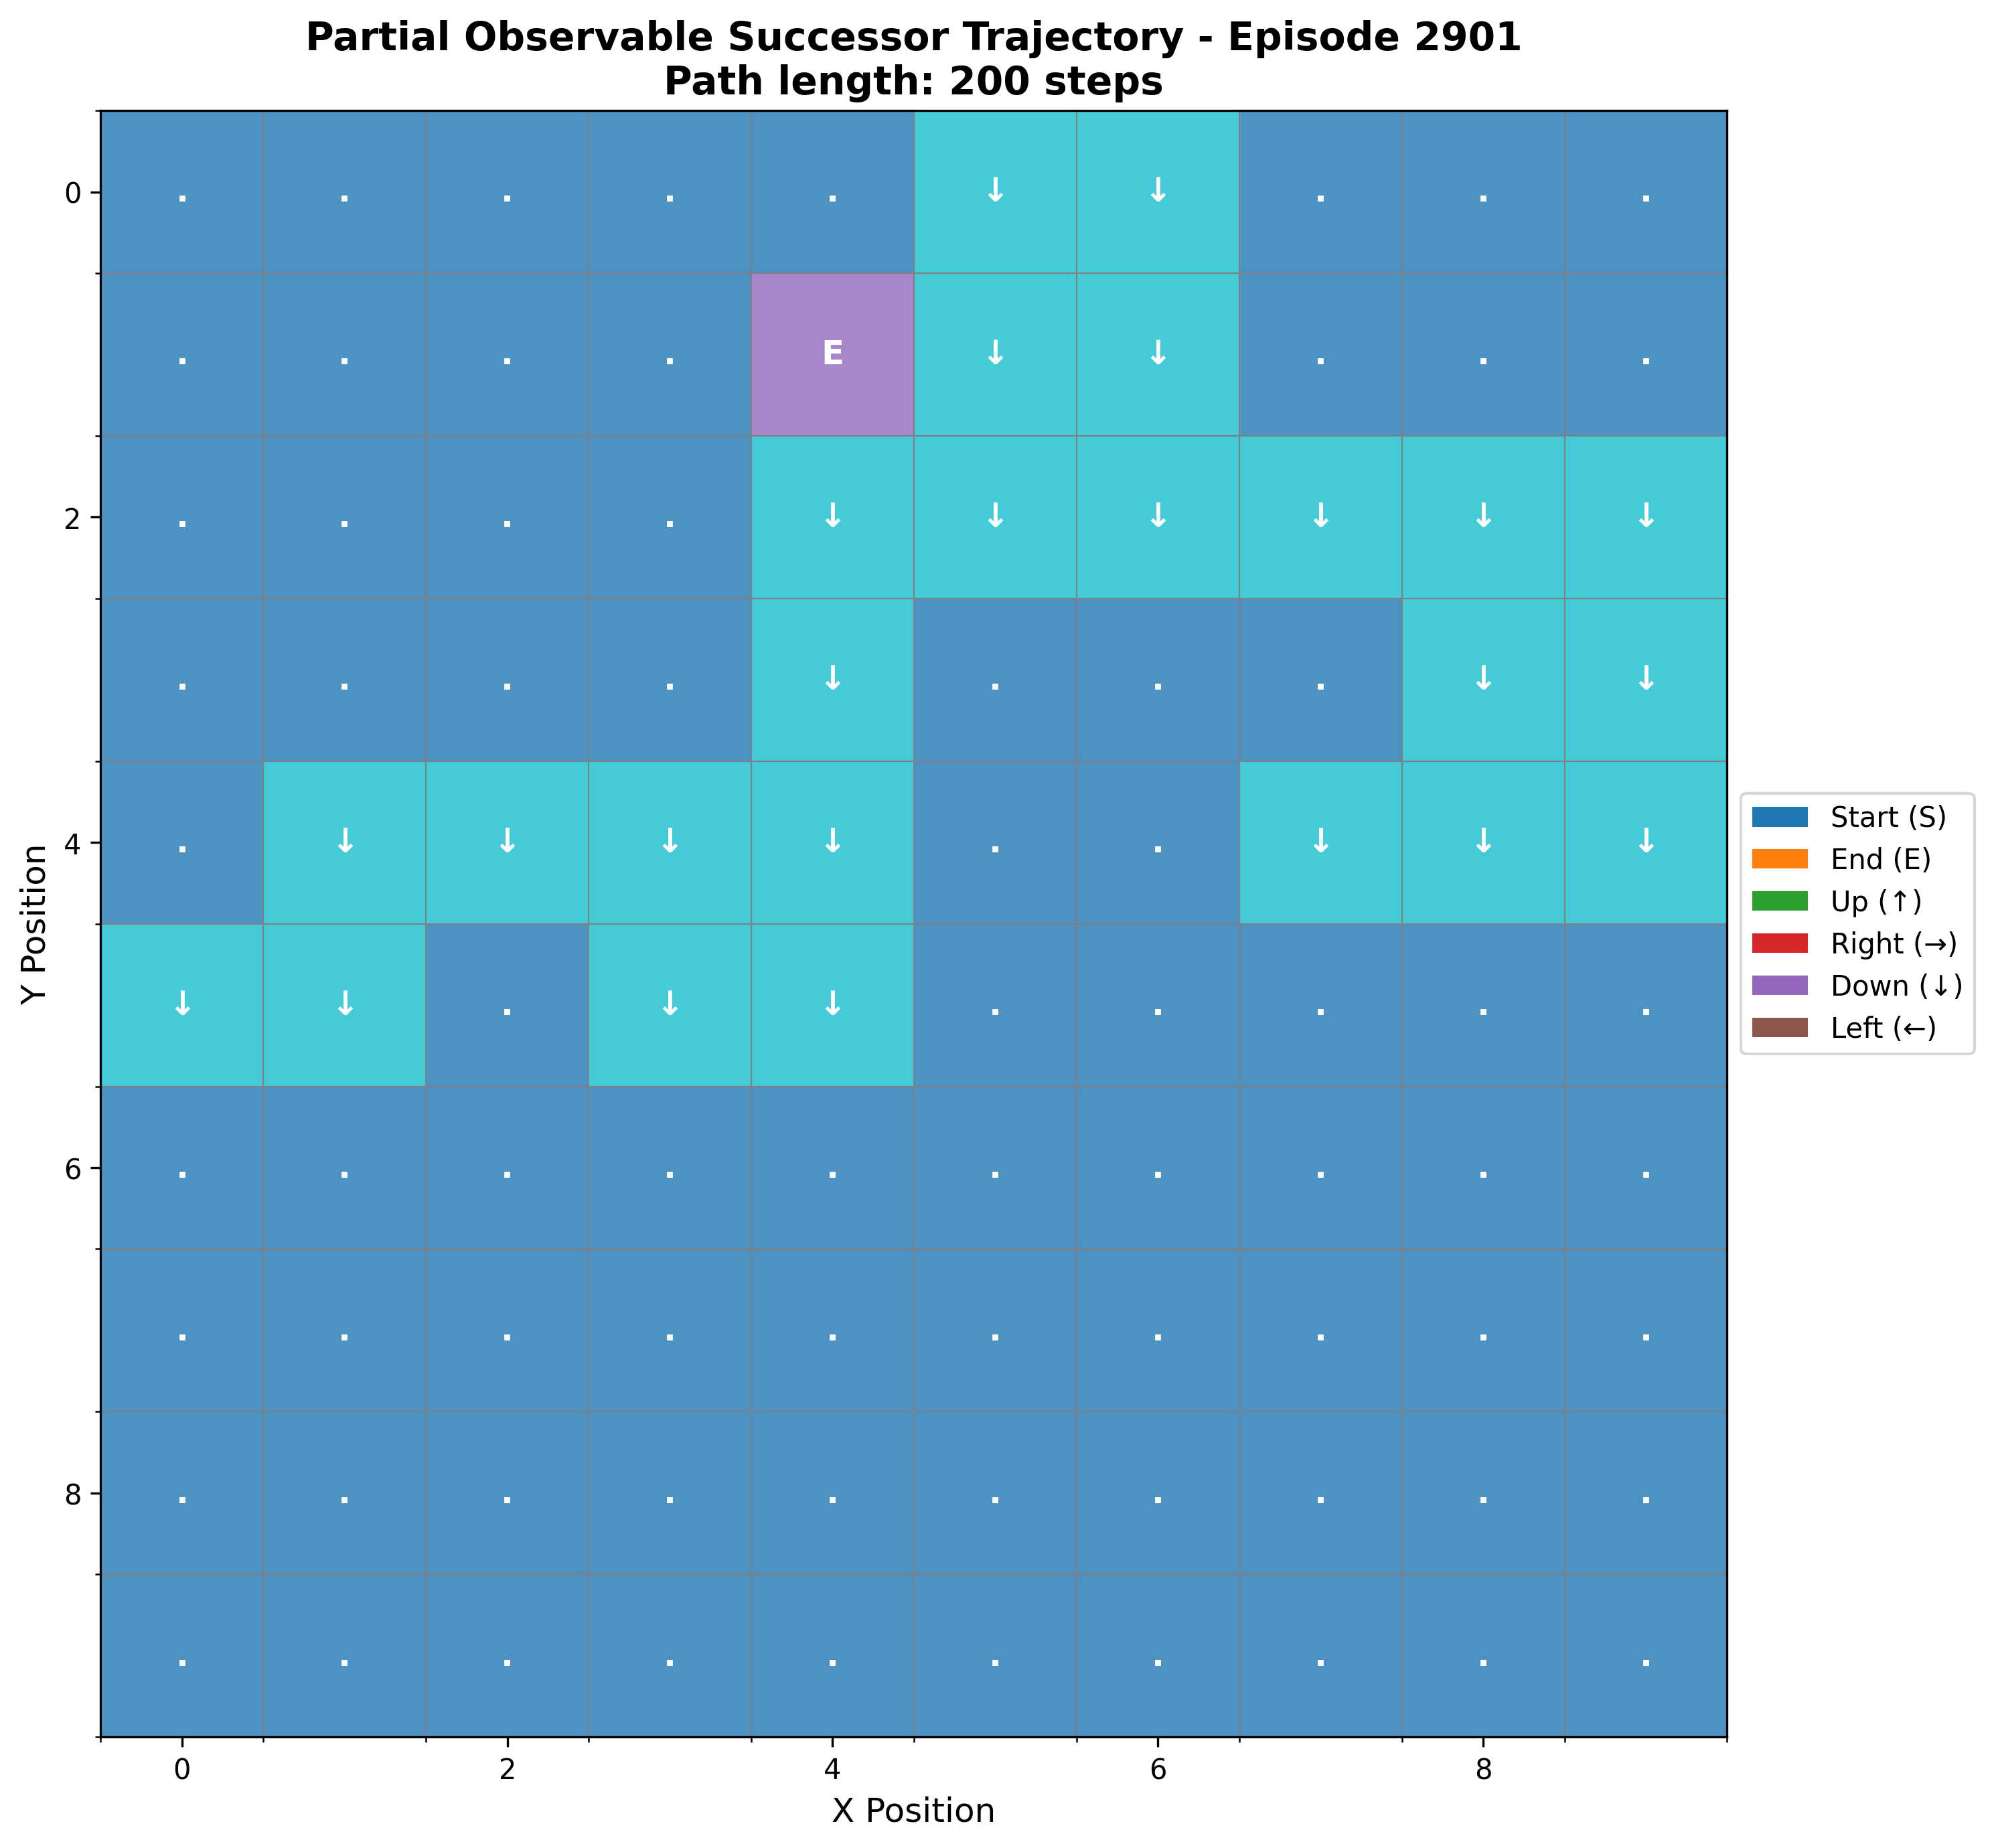 Partial Observable Successor Trajectory - Episode 2901
Path length: 200 steps
0 . . . . . ↓ ↓ . . .
. . . . E ↓ ↓ . . .
2 . . . . ↓ ↓ ↓ ↓ ↓ ↓
. . . . ↓ . . . ↓ ↓
4 . ↓ ↓ ↓ ↓ . . ↓ ↓ ↓
↓ ↓ . ↓ ↓ . . . . .
6 . . . . . . . . . .
. . . . . . . . . .
8 . . . . . . . . . .
. . . . . . . . . .
0 2 4 6 8
X Position
Y Position
Start (S)
End (E)
Up (↑)
Right (→)
Down (↓)
Left (←)